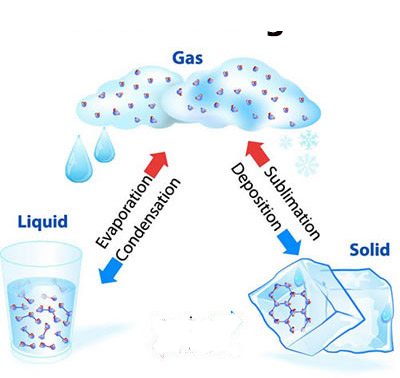 Gas
Evaporation
Condensation
Sublimation
Deposition
Liquid
Solid